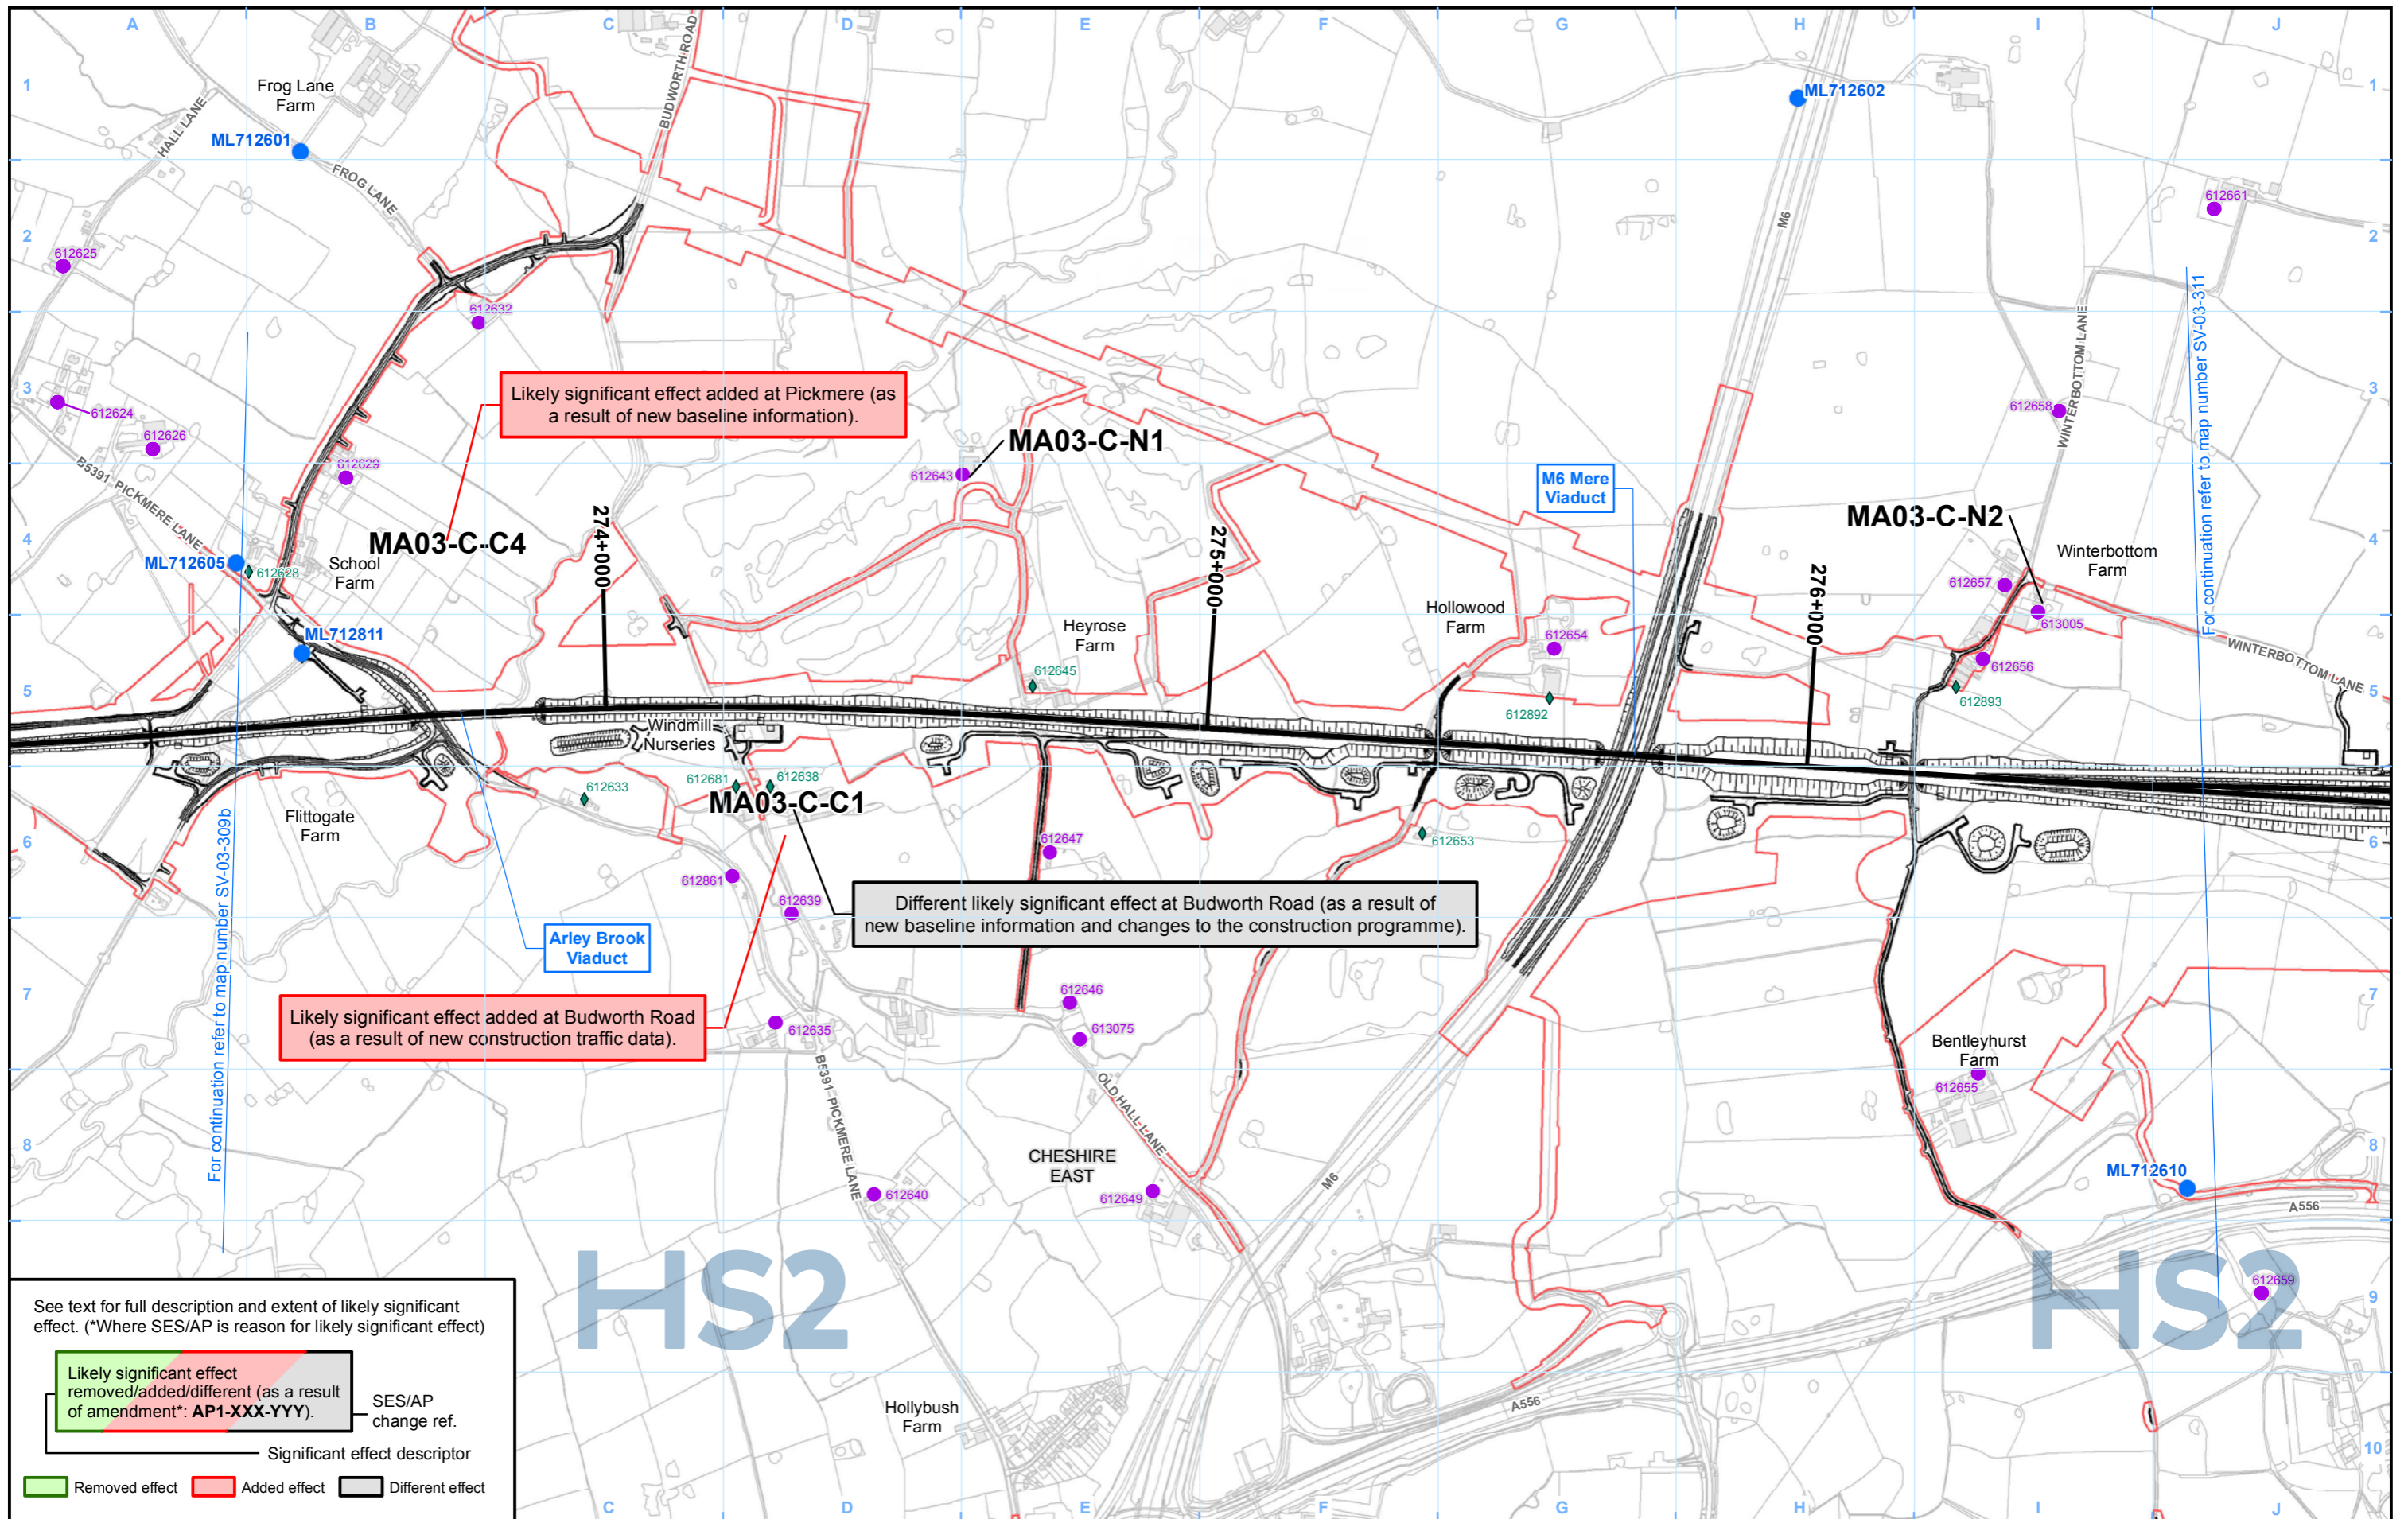 A B C D E F G H I J
BUDWORTH ROAD
1
Frog Lane
Farm
ML712602
1
HALL LANE
ML712601
FROG LANE
612661
M6
2
2
612625
612632
WINTERBOTTOM LANE
For continuation refer to map number SV-03-311
3
Likely significant effect added at Pickmere (as
a result of new baseline information).
3
612624
612658
612626
MA03-C-N1
B5391 PICKMERE LANE
612629
612643
M6 Mere
Viaduct
274+000
MA03-C-N2
275+000
4
MA03-C-C4
4
ML712605
612628
School
Farm
276+000
Winterbottom
Farm
612657
Hollowood
Farm
613005
ML712811
Heyrose
Farm
612654
WINTERBOTTOM LANE
612645
612656
5
5
612892
612893
Windmill
Nurseries
612633
612681
612638
MA03-C-C1
Flittogate
Farm
6
612647
612653
6
612861
612639
Different likely significant effect at Budworth Road (as a result of
new baseline information and changes to the construction programme).
Arley Brook
Viaduct
For continuation refer to map number SV-03-309b
7
7
612646
Likely significant effect added at Budworth Road
(as a result of new construction traffic data).
612635
613075
Bentleyhurst
Farm
612655
B5391 PICKMERE LANE
OLD HALL LANE
8
8
CHESHIRE
EAST
ML712610
612640
612649
M6
A556
HS2
HS2
612659
9
See text for full description and extent of likely significant
effect. (*Where SES/AP is reason for likely significant effect)
Likely significant effect
removed/added/different (as a result
of amendment*: AP1-XXX-YYY).
SES/AP
change ref.
Significant effect descriptor
Removed effect Added effect Different effect
Hollybush
Farm
A556
10
C D E F G H I J